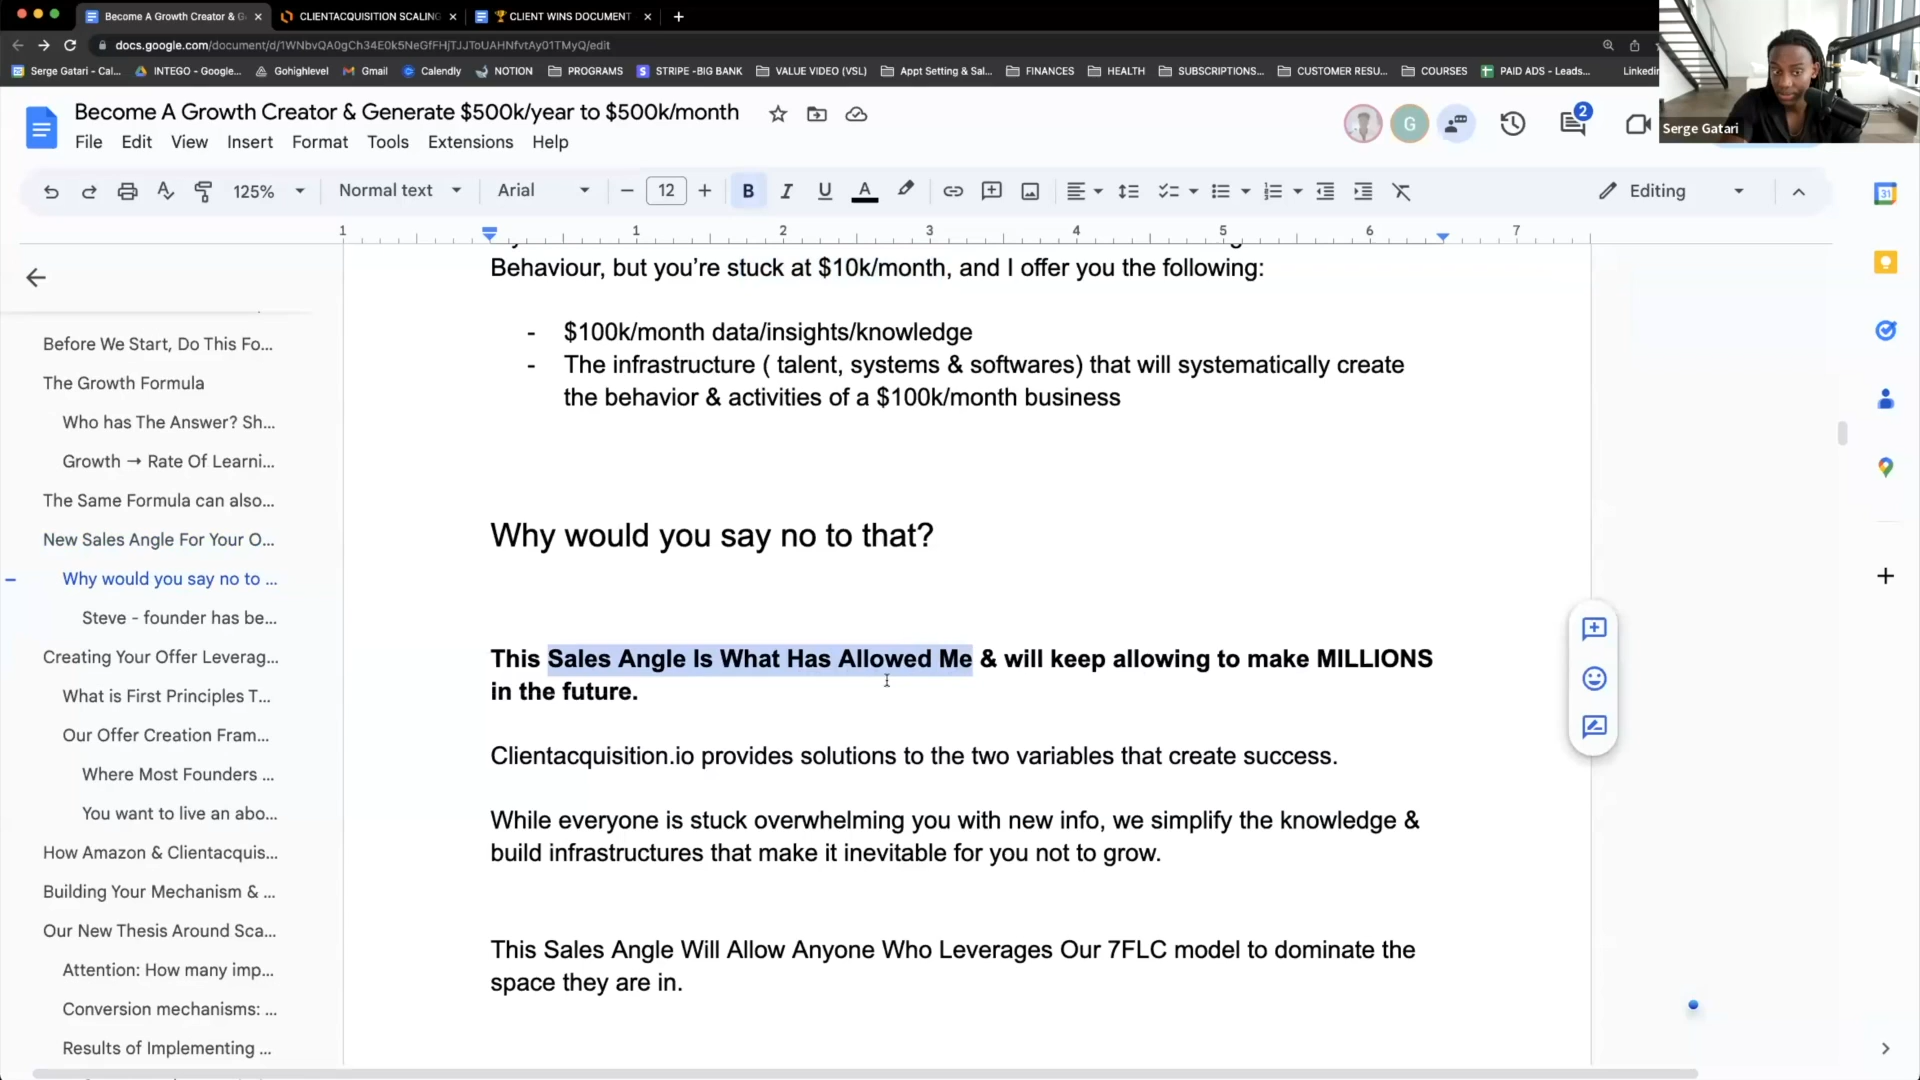 Become A Growth Creator & G
CLIENTACQUISITION SCALING
🏆 CLIENT WINS DOCUMENT
docs.google.com/document/d/1WNbvQA0gCh34E0k5NeGfFHjTJJToUAHNfvtAy01TMyQ/edit
Serge Gatari - Cal...
INTEGO - Google...
Gohighlevel
Gmail
Calendly
NOTION
PROGRAMS
STRIPE -BIG BANK
VALUE VIDEO (VSL)
Appt Setting & Sal...
FINANCES
HEALTH
SUBSCRIPTIONS...
CUSTOMER RESU...
COURSES
PAID ADS - Leads...
Linkedin
Serge Gatari
Become A Growth Creator & Generate $500k/year to $500k/month
G
2
File Edit View Insert Format Tools Extensions Help
125% Normal text Arial 12 B I U A Editing
31
1 1 2 3 4 5 6 7
Before We Start, Do This Fo...
The Growth Formula
Who has The Answer? Sh...
Growth → Rate Of Learni...
The Same Formula can also...
New Sales Angle For Your O...
Why would you say no to ...
Steve - founder has be...
Creating Your Offer Leverag...
What is First Principles T...
Our Offer Creation Fram...
Where Most Founders ...
You want to live an abo...
How Amazon & Clientacquis...
Building Your Mechanism & ...
Our New Thesis Around Sca...
Attention: How many imp...
Conversion mechanisms: ...
Results of Implementing ...
Behaviour, but you’re stuck at $10k/month, and I offer you the following:
- $100k/month data/insights/knowledge
- The infrastructure ( talent, systems & softwares) that will systematically create
the behavior & activities of a $100k/month business
Why would you say no to that?
This Sales Angle Is What Has Allowed Me & will keep allowing to make MILLIONS
in the future.
Clientacquisition.io provides solutions to the two variables that create success.
While everyone is stuck overwhelming you with new info, we simplify the knowledge &
build infrastructures that make it inevitable for you not to grow.
This Sales Angle Will Allow Anyone Who Leverages Our 7FLC model to dominate the
space they are in.